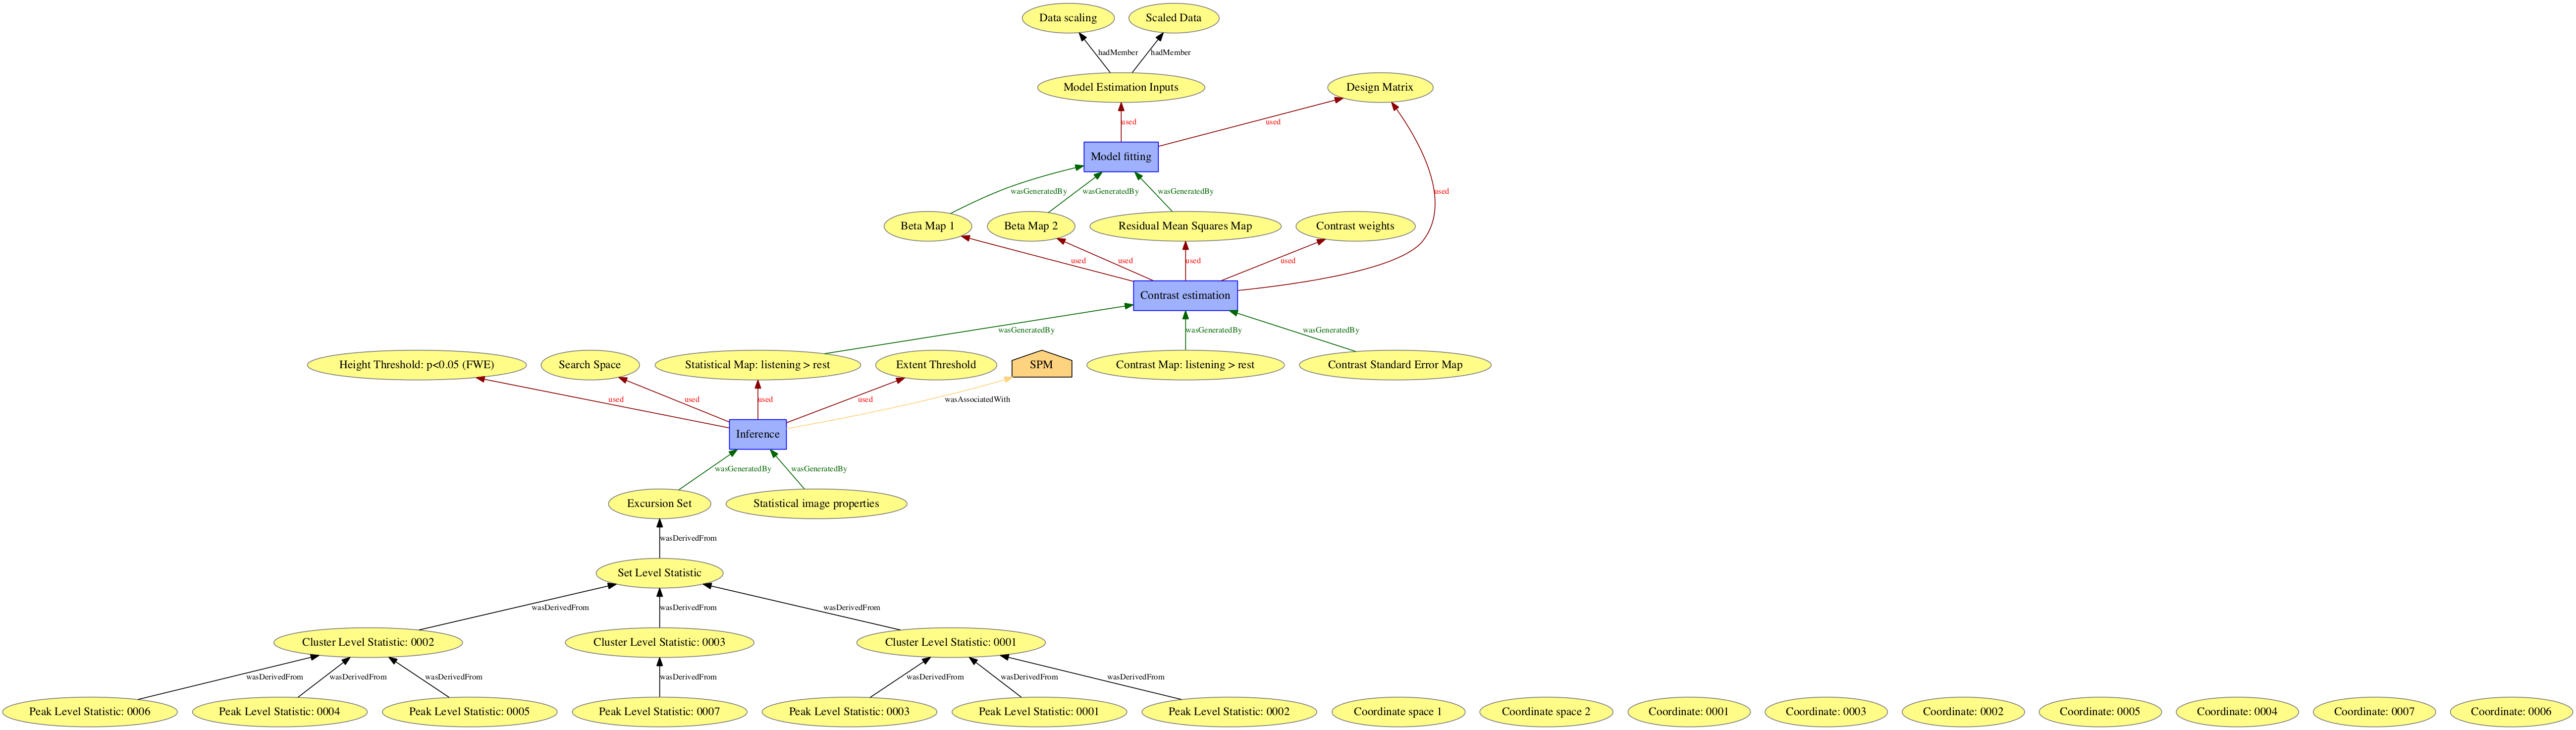 Data scaling
Scaled Data
hadMember
hadMember
Model Estimation Inputs
Design Matrix
used
used
Model fitting
wasGeneratedBy
wasGeneratedBy
wasGeneratedBy
used
Beta Map 1
Beta Map 2
Residual Mean Squares Map
Contrast weights
used
used
used
used
Contrast estimation
wasGeneratedBy
wasGeneratedBy
wasGeneratedBy
Height Threshold: p<0.05 (FWE)
Search Space
Statistical Map: listening > rest
Extent Threshold
SPM
Contrast Map: listening > rest
Contrast Standard Error Map
used
used
used
used
wasAssociatedWith
Inference
wasGeneratedBy
wasGeneratedBy
Excursion Set
Statistical image properties
wasDerivedFrom
Set Level Statistic
wasDerivedFrom
wasDerivedFrom
wasDerivedFrom
Cluster Level Statistic: 0002
Cluster Level Statistic: 0003
Cluster Level Statistic: 0001
wasDerivedFrom
wasDerivedFrom
wasDerivedFrom
wasDerivedFrom
wasDerivedFrom
wasDerivedFrom
wasDerivedFrom
Peak Level Statistic: 0006
Peak Level Statistic: 0004
Peak Level Statistic: 0005
Peak Level Statistic: 0007
Peak Level Statistic: 0003
Peak Level Statistic: 0001
Peak Level Statistic: 0002
Coordinate space 1
Coordinate space 2
Coordinate: 0001
Coordinate: 0003
Coordinate: 0002
Coordinate: 0005
Coordinate: 0004
Coordinate: 0007
Coordinate: 0006